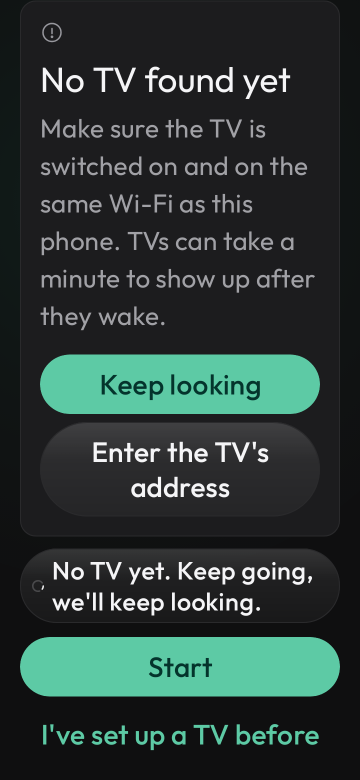 No TV found yet
Make sure the TV is
switched on and on the
same Wi-Fi as this
phone. TVs can take a
minute to show up after
they wake.
Keep looking
Enter the TV's
address
No TV yet. Keep going,
we'll keep looking.
Start
I've set up a TV before